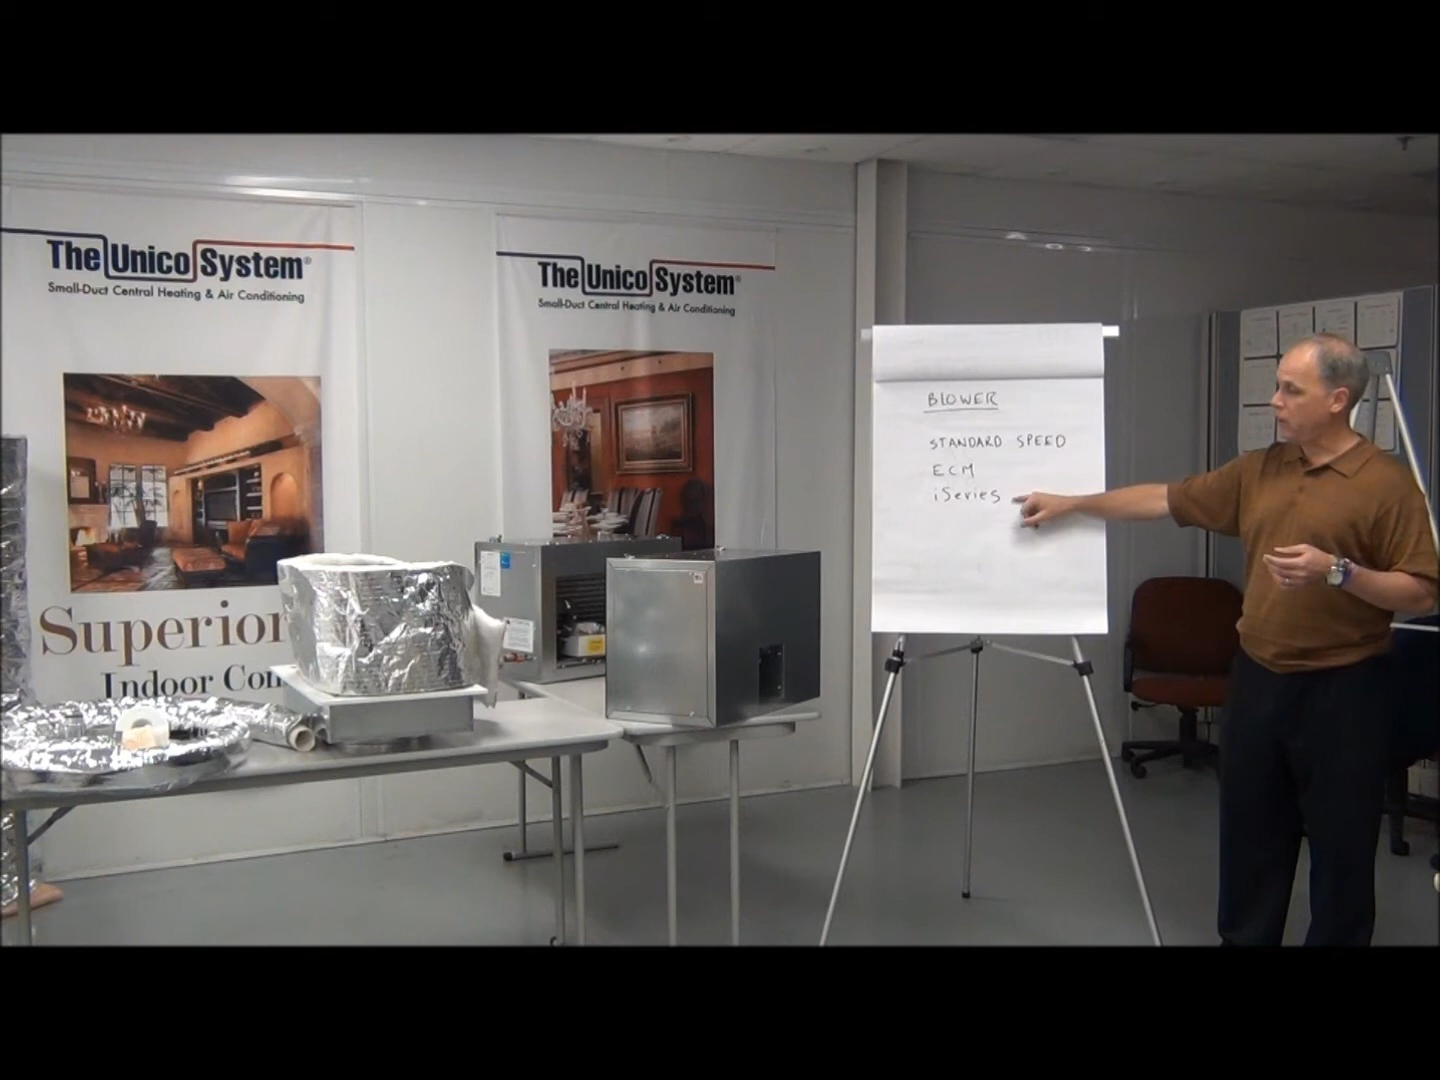 The Unico System®
Small-Duct Central Heating & Air Conditioning
Superior
Indoor Con
The Unico System®
Small-Duct Central Heating & Air Conditioning
BLOWER
STANDARD SPEED
ECM
iSeries